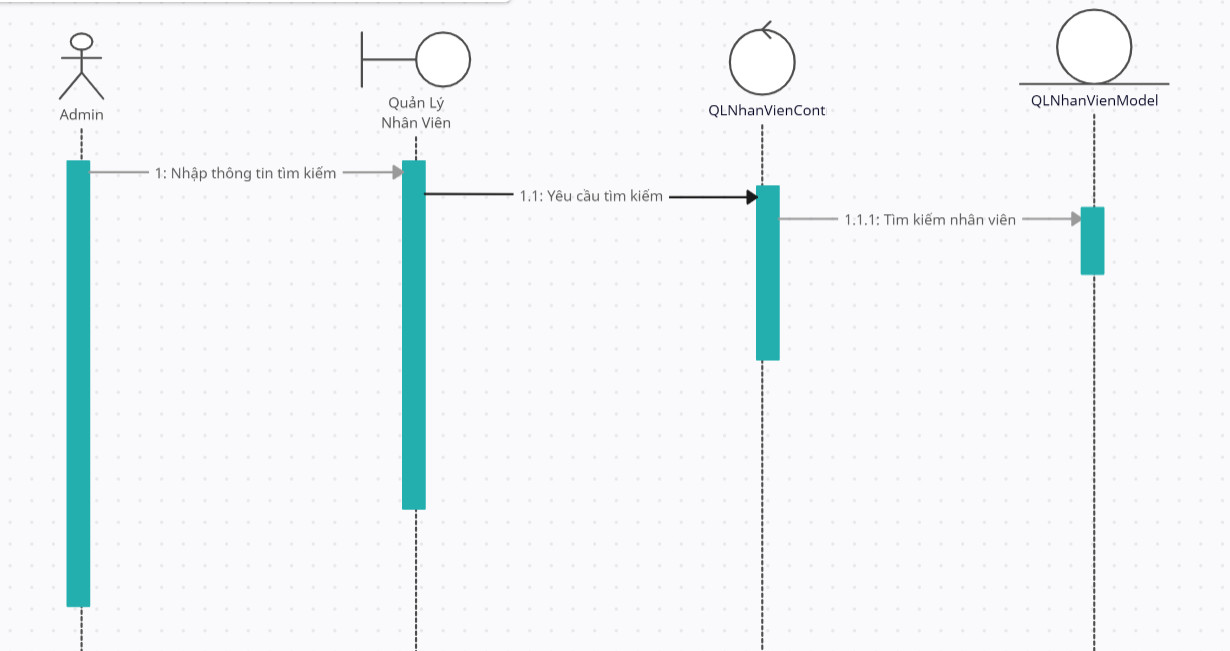 Admin
Quản Lý
Nhân Viên
QLNhanVienCont
QLNhanVienModel
1: Nhập thông tin tìm kiếm
1.1: Yêu cầu tìm kiếm
1.1.1: Tìm kiếm nhân viên